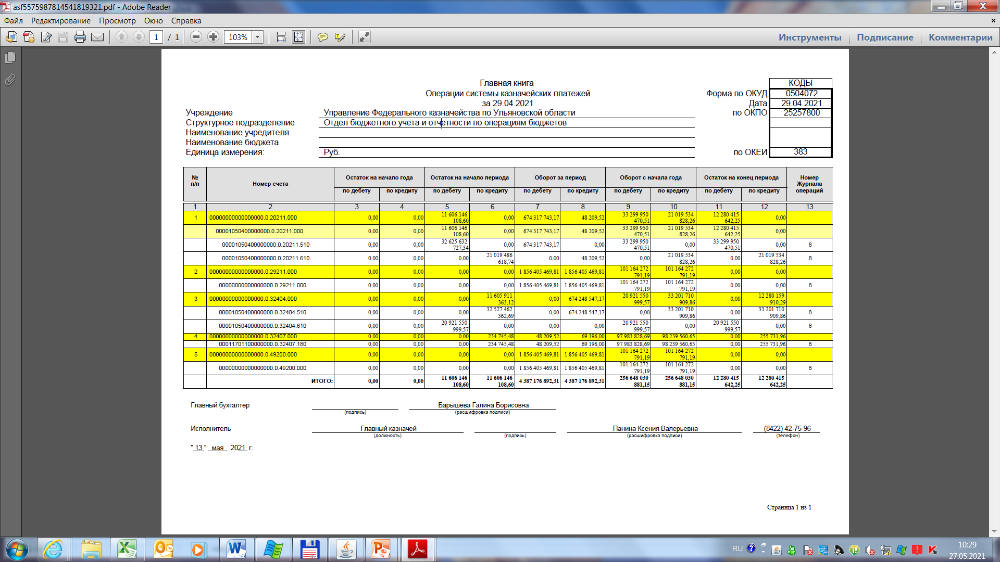 asf5575987814541819321.pdf - Adobe Reader
Файл Редактирование Просмотр Окно Справка
1 / 1 103% Инструменты Подписание Комментарии
Главная книга КОДЫ
Операции системы казначейских платежей Форма по ОКУД 0504072
за 29.04.2021 Дата 29.04.2021
Учреждение Управление Федерального казначейства по Ульяновской области по ОКПО 25257800
Структурное подразделение Отдел бюджетного учета и отчетности по операциям бюджетов
Наименование учредителя
Наименование бюджета
Единица измерения: Руб. по ОКЕИ 383
№ п/п Номер счета Остаток на начало года Остаток на начало периода Оборот за период Оборот с начала года Остаток на конец периода Номер Журнала операций
по дебету по кредиту по дебету по кредиту по дебету по кредиту по дебету по кредиту по дебету по кредиту
1 2 3 4 5 6 7 8 9 10 11 12 13
1 00000000000000000.0.20211.000 0,00 0,00 11 606 146 108,60 0,00 674 317 743,17 48 209,52 33 299 950 470,51 21 019 534 828,26 12 280 415 642,25 0,00
00001050400000000.0.20211.000 0,00 0,00 11 606 146 108,60 0,00 674 317 743,17 48 209,52 33 299 950 470,51 21 019 534 828,26 12 280 415 642,25 0,00
00001050400000000.0.20211.510 0,00 0,00 32 625 632 727,34 0,00 674 317 743,17 0,00 33 299 950 470,51 0,00 33 299 950 470,51 0,00 8
00001050400000000.0.20211.610 0,00 0,00 0,00 21 019 486 618,74 0,00 48 209,52 0,00 21 019 534 828,26 0,00 21 019 534 828,26 8
2 00000000000000000.0.29211.000 0,00 0,00 0,00 0,00 1 856 405 469,81 1 856 405 469,81 101 164 272 791,19 101 164 272 791,19 0,00 0,00
00000000000000000.0.29211.000 0,00 0,00 0,00 0,00 1 856 405 469,81 1 856 405 469,81 101 164 272 791,19 101 164 272 791,19 0,00 0,00 8
3 00000000000000000.0.32404.000 0,00 0,00 0,00 11 605 911 363,12 0,00 674 248 547,17 20 921 550 999,57 33 201 710 909,86 0,00 12 280 159 910,29
00001050400000000.0.32404.510 0,00 0,00 0,00 32 527 462 362,69 0,00 674 248 547,17 0,00 33 201 710 909,86 0,00 33 201 710 909,86 8
00001050400000000.0.32404.610 0,00 0,00 20 921 550 999,57 0,00 0,00 0,00 20 921 550 999,57 0,00 20 921 550 999,57 0,00 8
4 00000000000000000.0.32407.000 0,00 0,00 0,00 234 745,48 48 209,52 69 196,00 97 983 828,69 98 239 560,65 0,00 255 731,96
00011701100000000.0.32407.180 0,00 0,00 0,00 234 745,48 48 209,52 69 196,00 97 983 828,69 98 239 560,65 0,00 255 731,96 8
5 00000000000000000.0.49200.000 0,00 0,00 0,00 0,00 1 856 405 469,81 1 856 405 469,81 101 164 272 791,19 101 164 272 791,19 0,00 0,00
00000000000000000.0.49200.000 0,00 0,00 0,00 0,00 1 856 405 469,81 1 856 405 469,81 101 164 272 791,19 101 164 272 791,19 0,00 0,00 8
ИТОГО: 0,00 0,00 11 606 146 108,60 11 606 146 108,60 4 387 176 892,31 4 387 176 892,31 256 648 030 881,15 256 648 030 881,15 12 280 415 642,25 12 280 415 642,25
Главный бухгалтер Барышева Галина Борисовна
(подпись) (расшифровка подписи)
Исполнитель Главный казначей Панина Ксения Валерьевна (8422) 42-75-96
(должность) (подпись) (расшифровка подписи) (телефон)
" 13 " мая 2021 г.
Страница 1 из 1
RU 10:29
27.05.2021